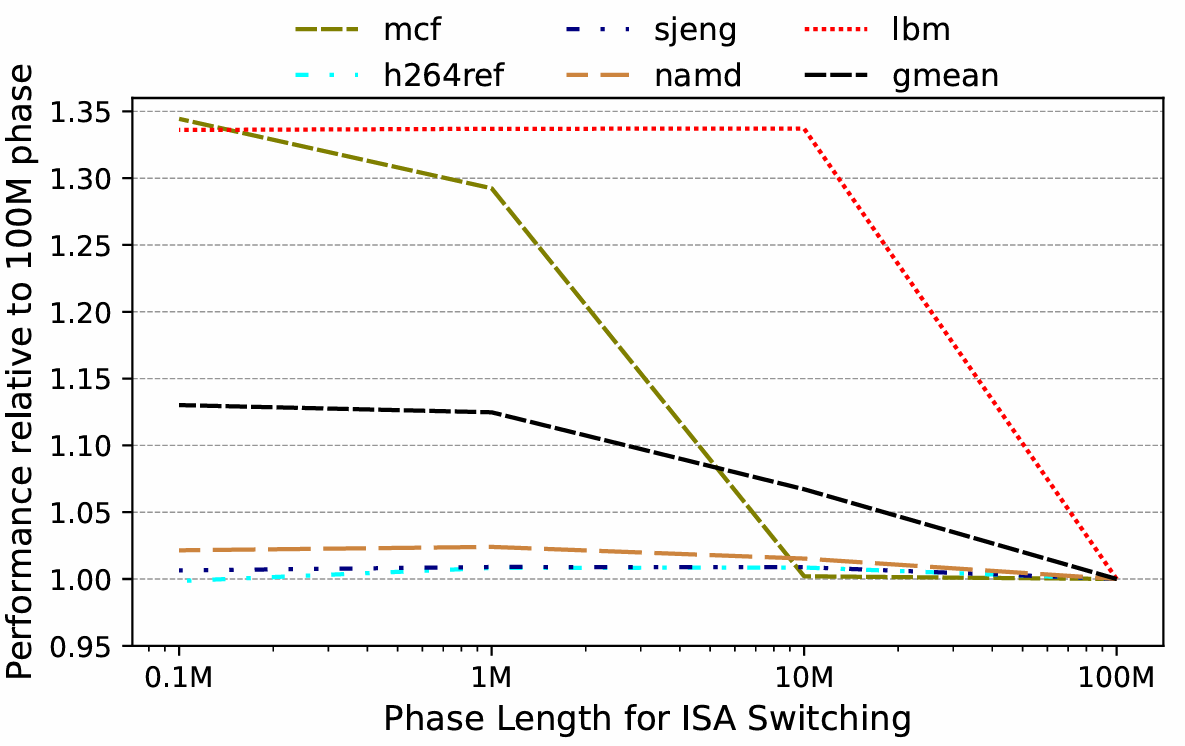 mcf sjeng lbm
h264ref namd gmean
Performance relative to 100M phase
1.35
1.30
1.25
1.20
1.15
1.10
1.05
1.00
0.95
0.1M 1M 10M 100M
Phase Length for ISA Switching